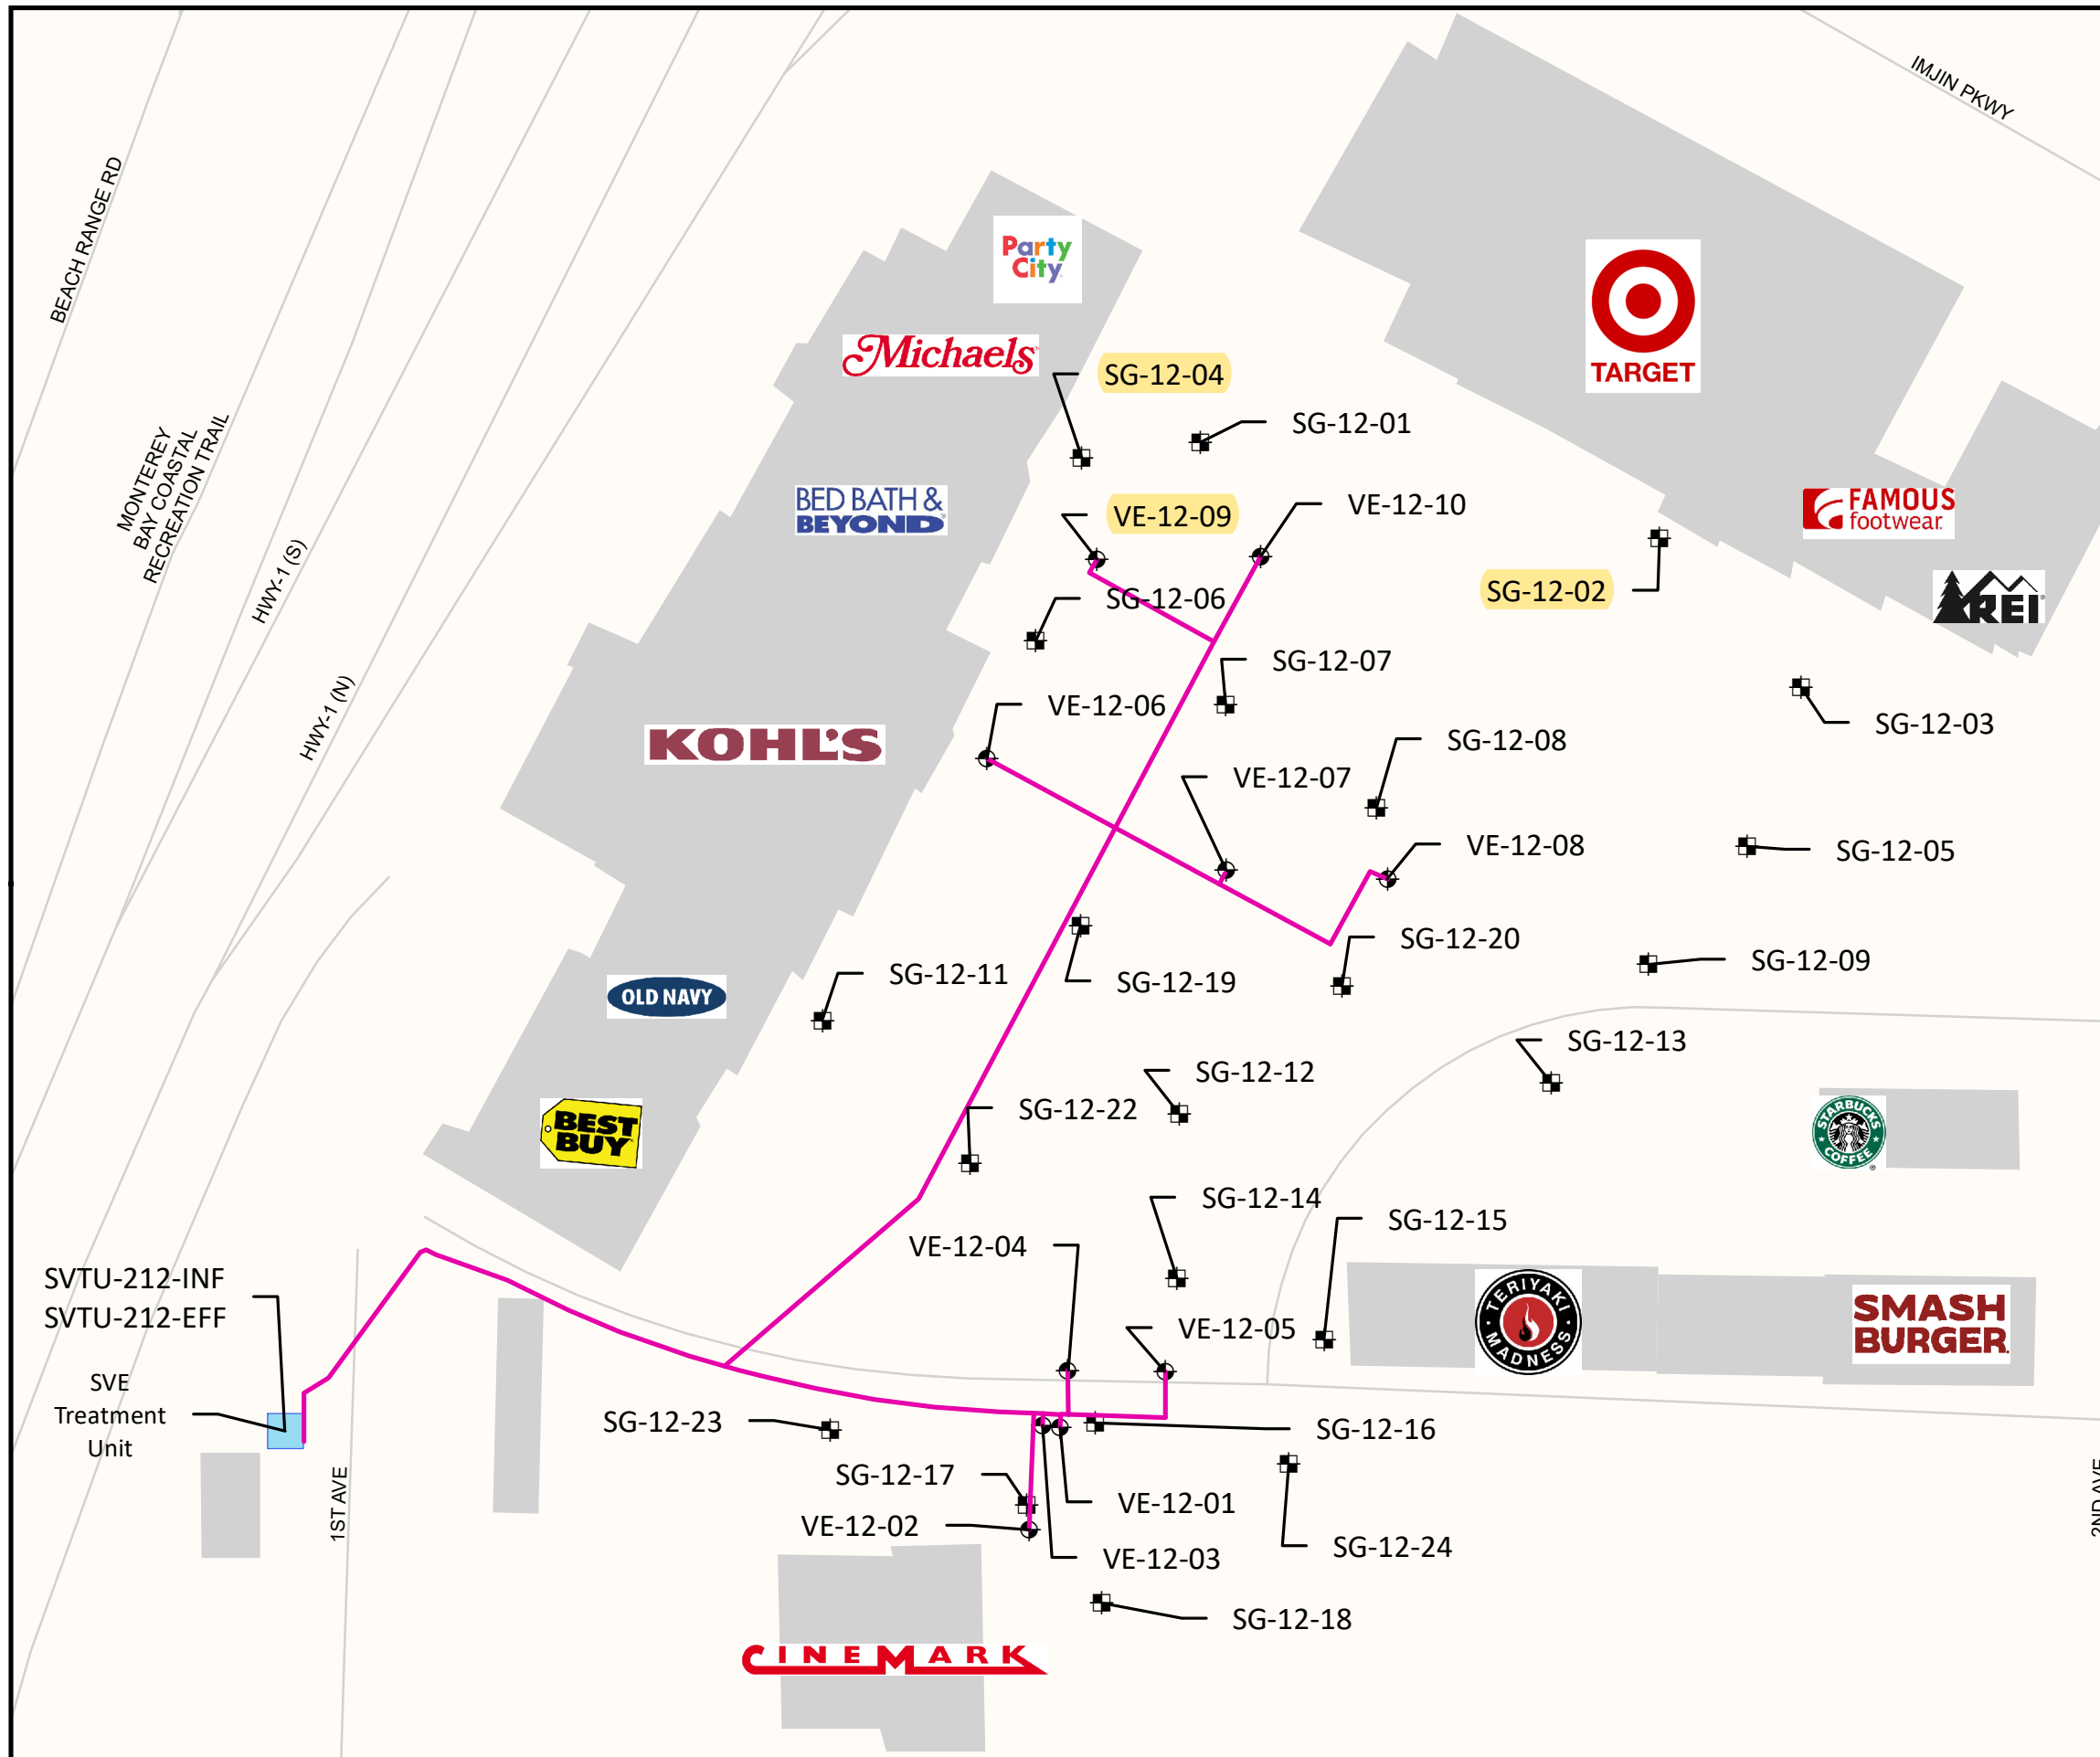 IMJIN PKWY
BEACH RANGE RD
Party
City
Michaels
TARGET
SG-12-04
SG-12-01
MONTEREY
BAY COASTAL
RECREATION TRAIL
BED BATH &
BEYOND
VE-12-09
VE-12-10
FAMOUS
footwear
HWY-1 (S)
SG-12-02
SG-12-06
REI
SG-12-07
HWY-1 (N)
VE-12-06
SG-12-03
KOHL'S
SG-12-08
VE-12-07
VE-12-08
SG-12-05
SG-12-20
SG-12-11
SG-12-19
SG-12-09
OLD NAVY
SG-12-13
SG-12-12
SG-12-22
BEST
BUY
STARBUCKS
COFFEE
SG-12-14
SG-12-15
VE-12-04
SVTU-212-INF
SVTU-212-EFF
VE-12-05
TERIYAKI
MADNESS
SMASH
BURGER
SVE
Treatment
Unit
SG-12-23
SG-12-16
SG-12-17
VE-12-01
1ST AVE
2ND AVE
VE-12-02
VE-12-03
SG-12-24
SG-12-18
CINEMARK